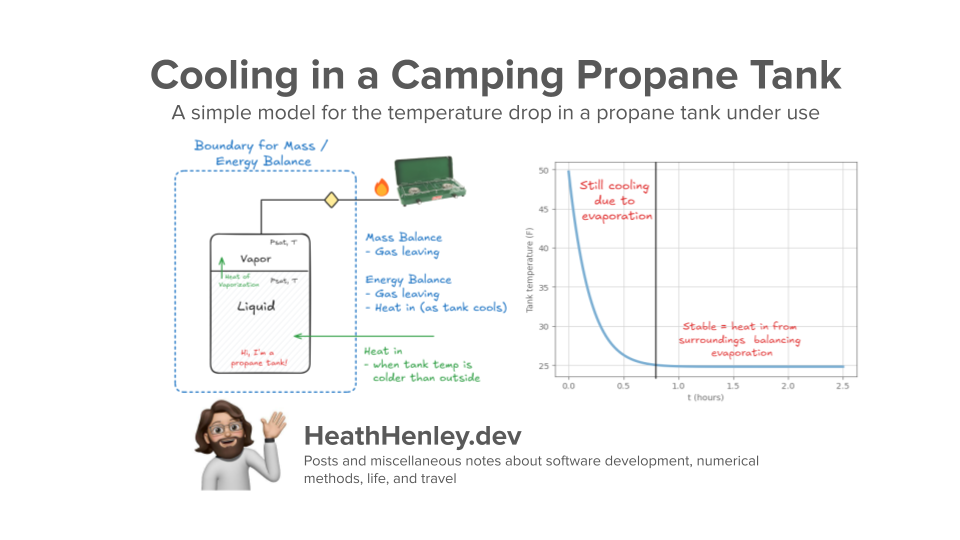 Cooling in a Camping Propane Tank
A simple model for the temperature drop in a propane tank under use
Boundary for Mass /
Energy Balance
Psat, T
Vapor
Heat of
Vaporization
Psat, T
Liquid
Hi, I'm a
propane tank!
Mass Balance
- Gas leaving
Energy Balance
- Gas leaving
- Heat in (as tank cools)
Heat in
- when tank temp is
colder than outside
Tank temperature (F)
50
45
40
35
30
25
Still cooling
due to
evaporation
Stable = heat in from
surroundings balancing
evaporation
0.0 0.5 1.0 1.5 2.0 2.5
t (hours)
HeathHenley.dev
Posts and miscellaneous notes about software development, numerical
methods, life, and travel